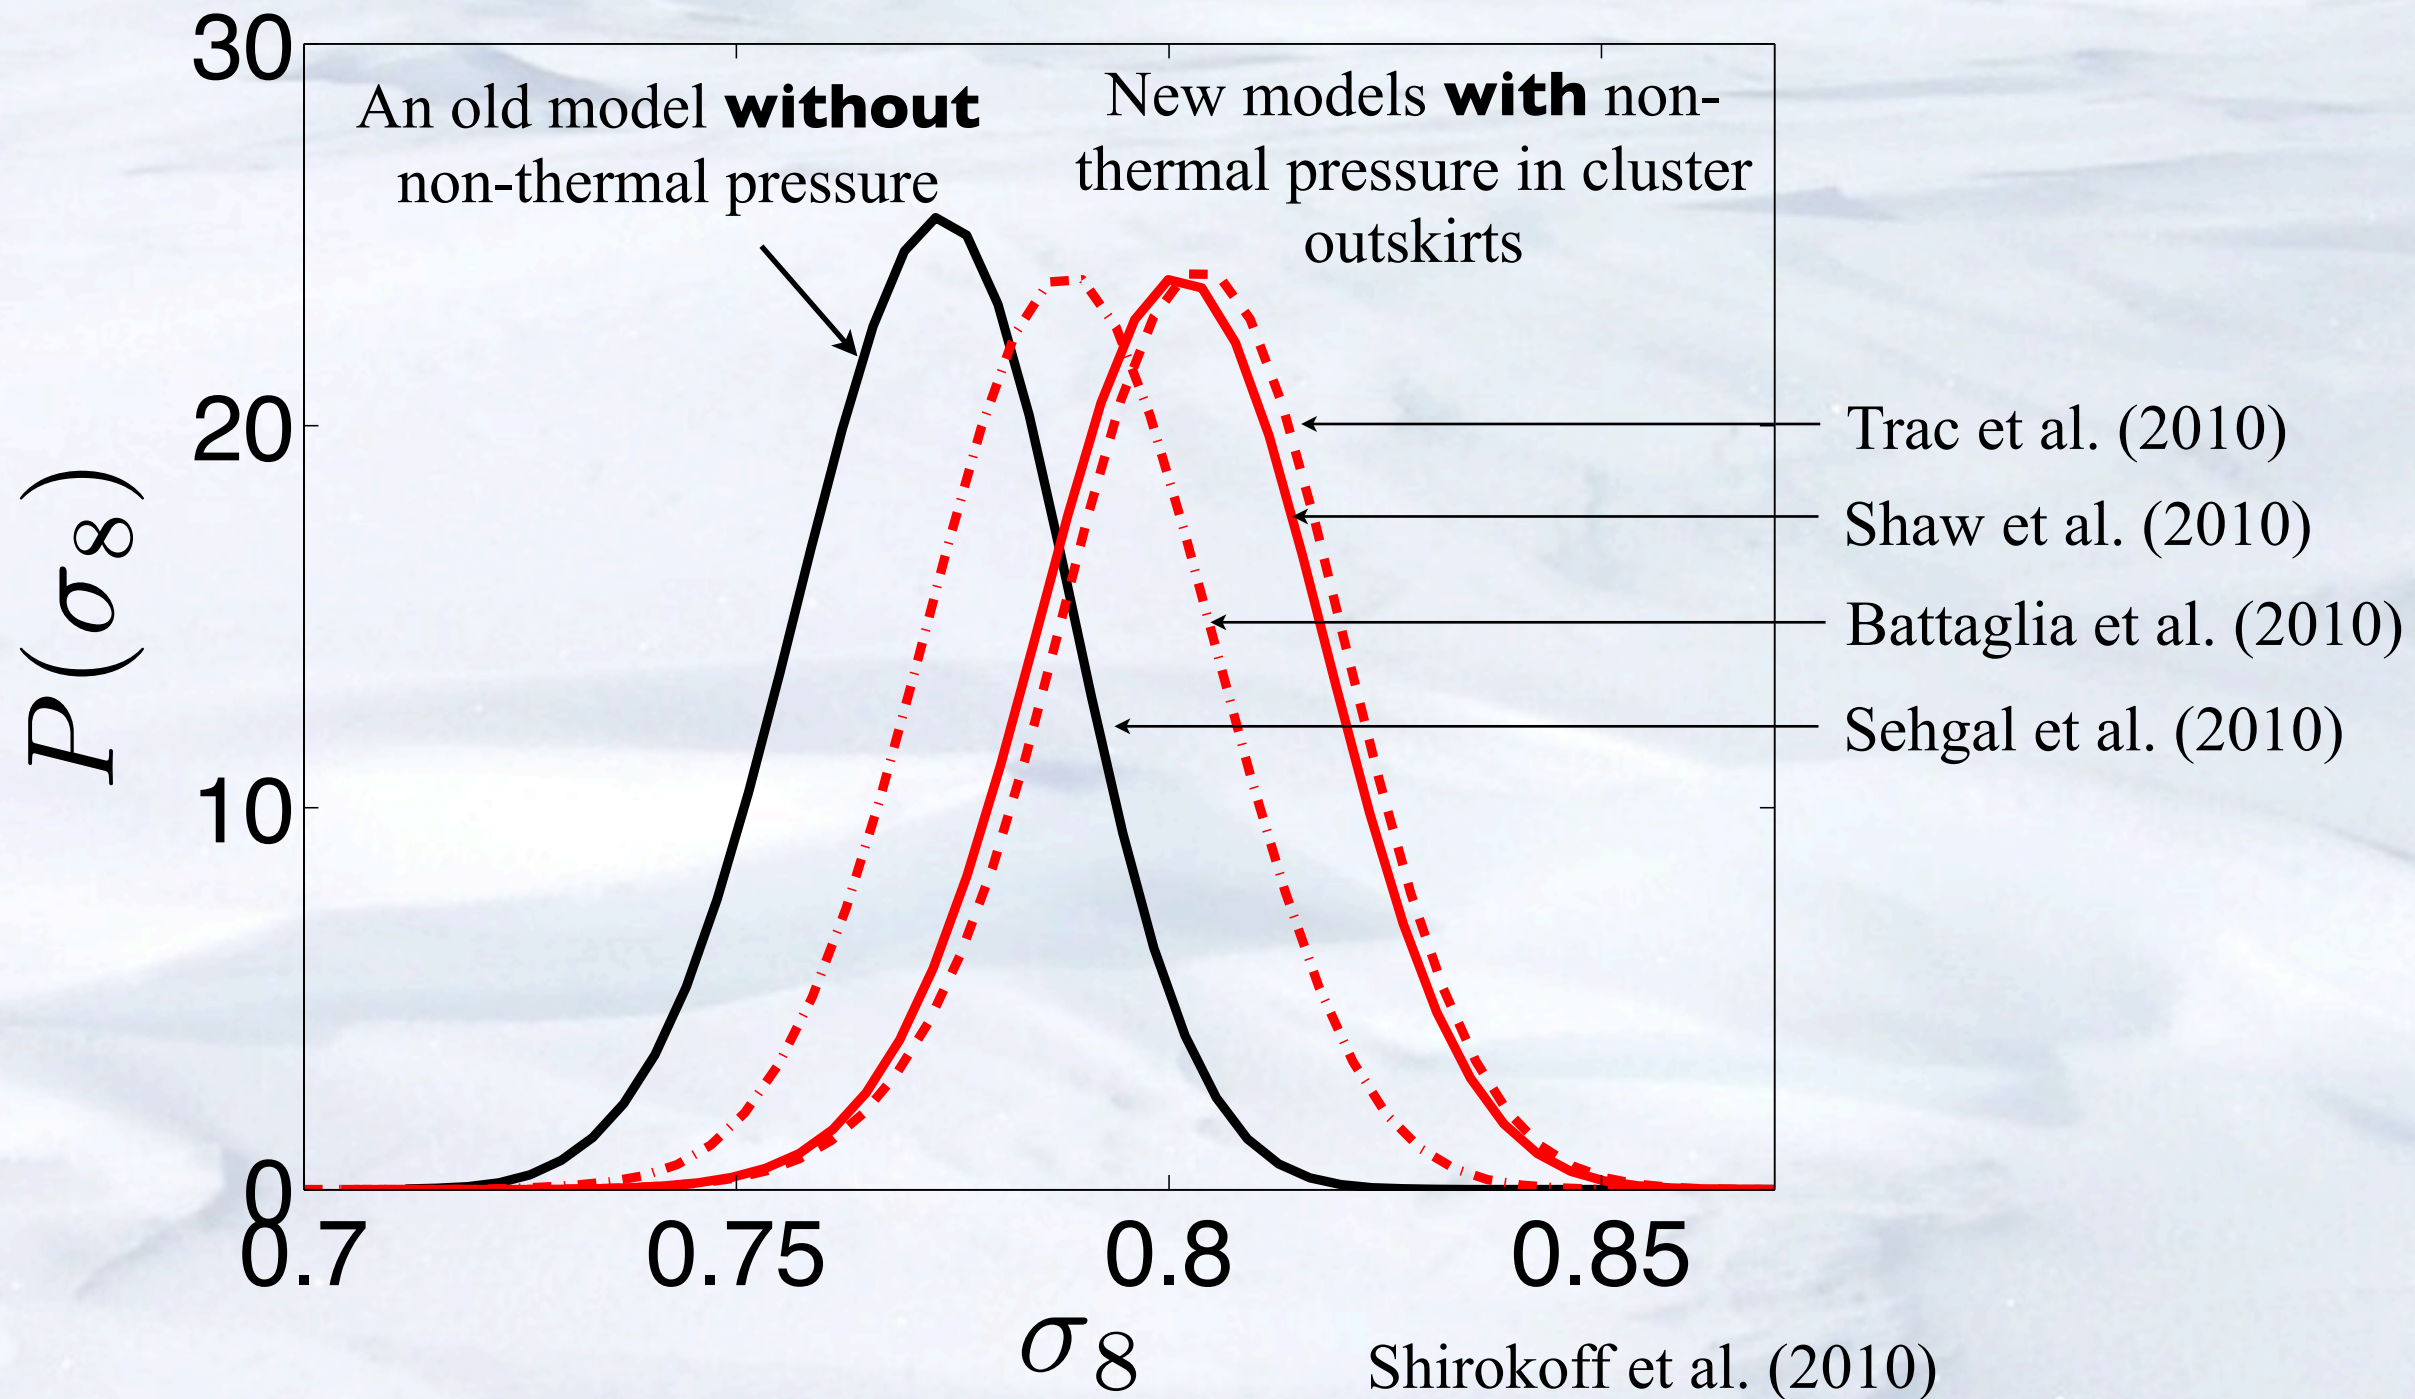 30
An old model without
non-thermal pressure
New models with non-
thermal pressure in cluster
outskirts
20
10
0
P(σ₈)
Trac et al. (2010)
Shaw et al. (2010)
Battaglia et al. (2010)
Sehgal et al. (2010)
0.7 0.75 0.8 0.85
σ₈
Shirokoff et al. (2010)